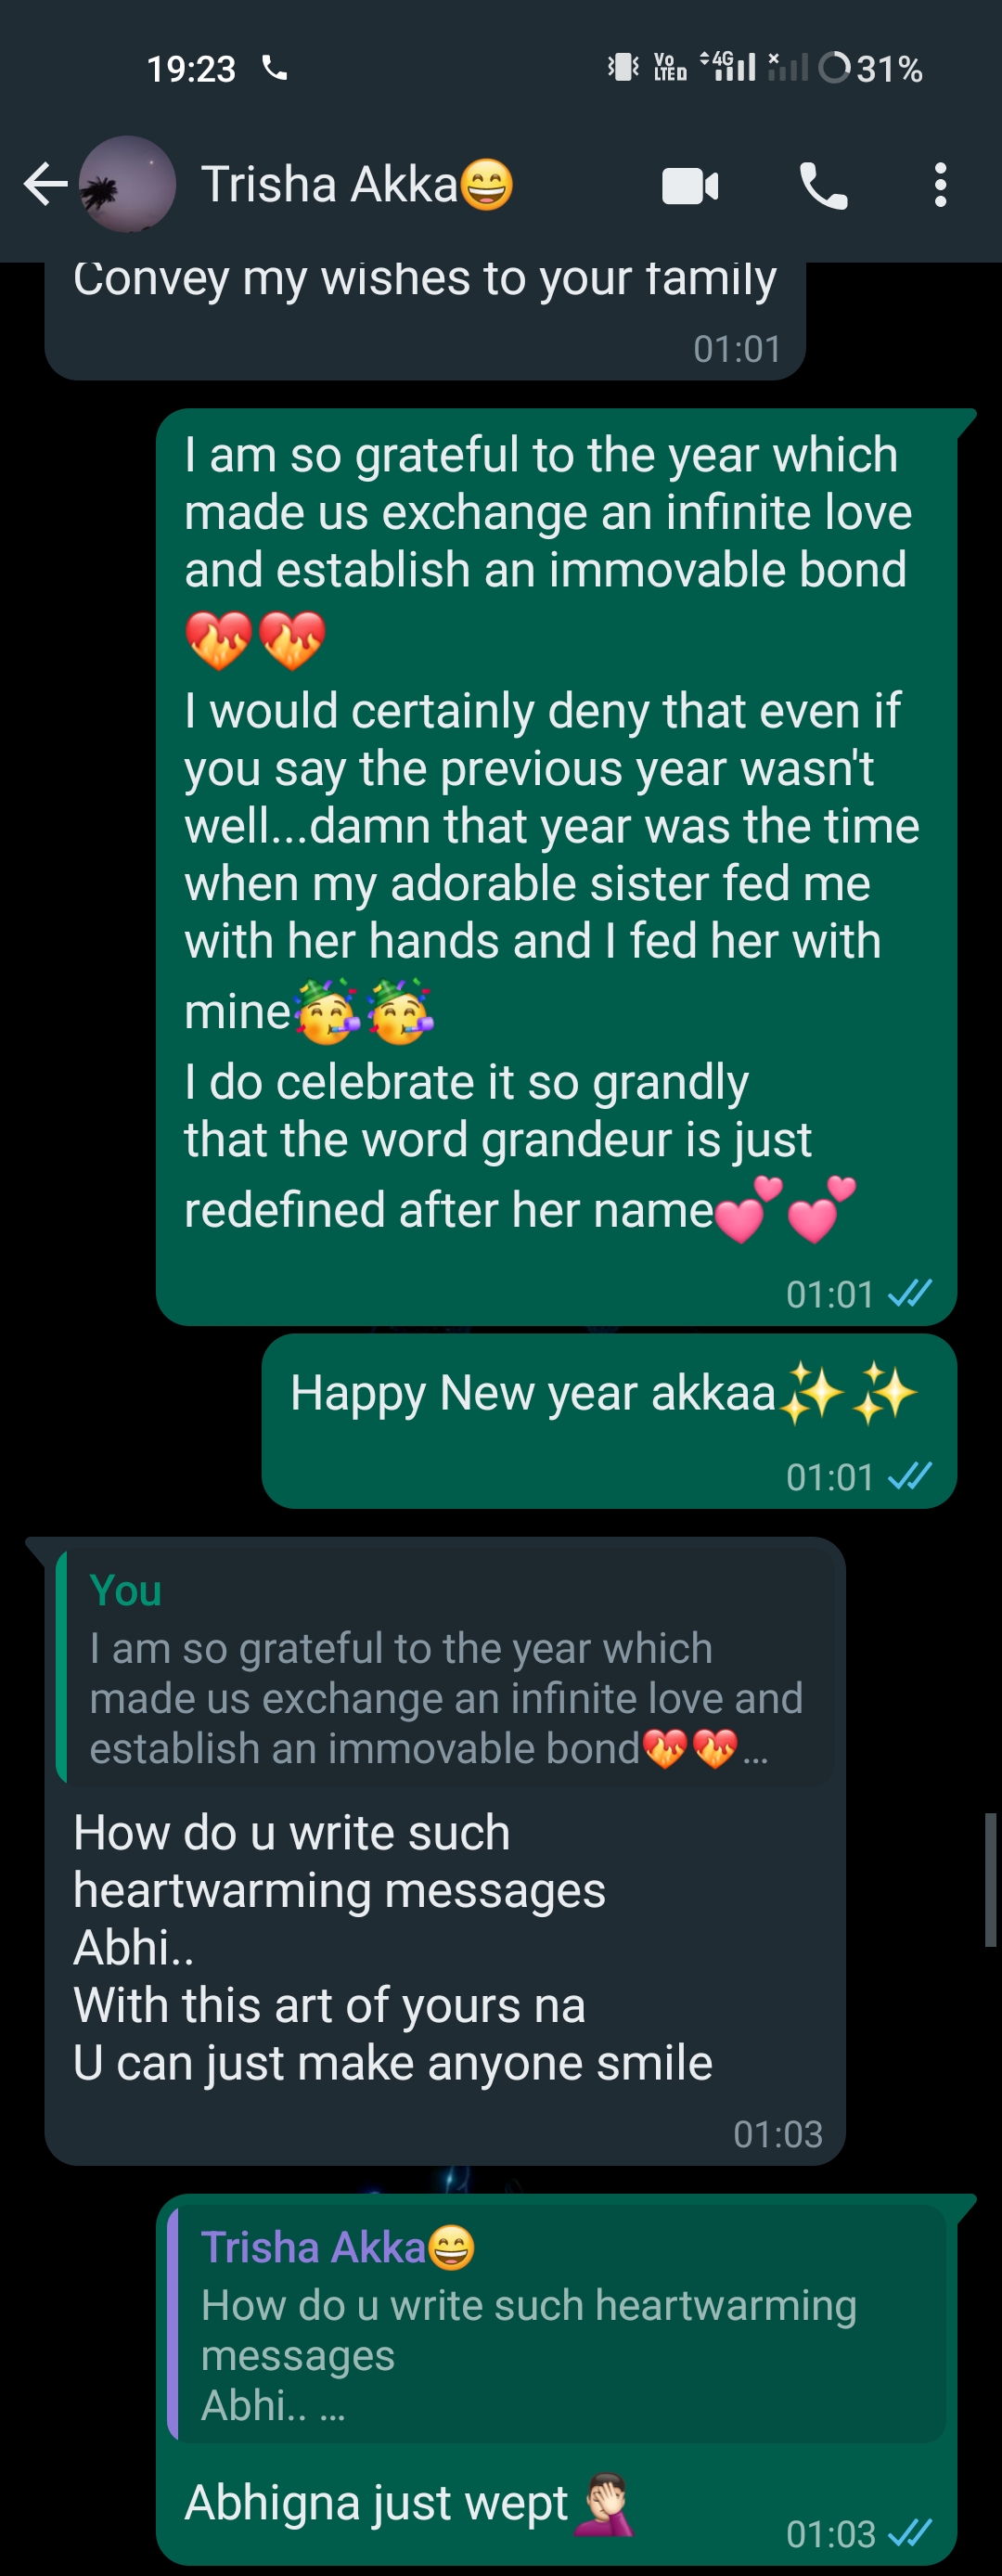 19:23
Vo LTED 4G 31%
Trisha Akka😄
Convey my wishes to your family
01:01
I am so grateful to the year which
made us exchange an infinite love
and establish an immovable bond
❤️‍🔥❤️‍🔥
I would certainly deny that even if
you say the previous year wasn't
well...damn that year was the time
when my adorable sister fed me
with her hands and I fed her with
mine🥳🥳
I do celebrate it so grandly
that the word grandeur is just
redefined after her name💕💕
01:01
Happy New year akkaa✨✨
01:01
You
I am so grateful to the year which
made us exchange an infinite love and
establish an immovable bond❤️‍🔥❤️‍🔥...
How do u write such
heartwarming messages
Abhi..
With this art of yours na
U can just make anyone smile
01:03
Trisha Akka😄
How do u write such heartwarming
messages
Abhi.. ...
Abhigna just wept🤦🏻‍♂️
01:03